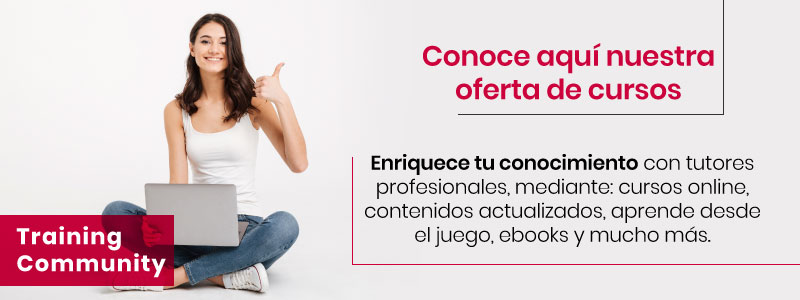 Conoce aquí nuestra
oferta de cursos
Enriquece tu conocimiento con tutores
profesionales, mediante: cursos online,
contenidos actualizados, aprende desde
el juego, ebooks y mucho más.
Training
Community